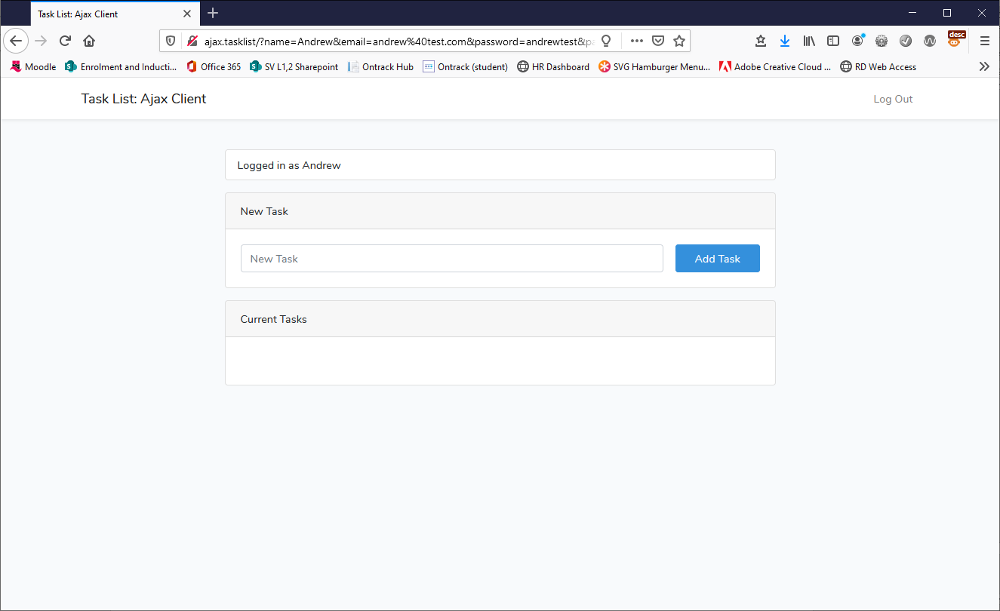 Task List: Ajax Client
ajax.tasklist/?name=Andrew&email=andrew%40test.com&password=andrewtest&pa
desc
Moodle Enrolment and Inducti... Office 365 SV L1,2 Sharepoint Ontrack Hub Ontrack (student) HR Dashboard SVG Hamburger Menu... Adobe Creative Cloud ... RD Web Access
Task List: Ajax Client Log Out
Logged in as Andrew
New Task
New Task Add Task
Current Tasks